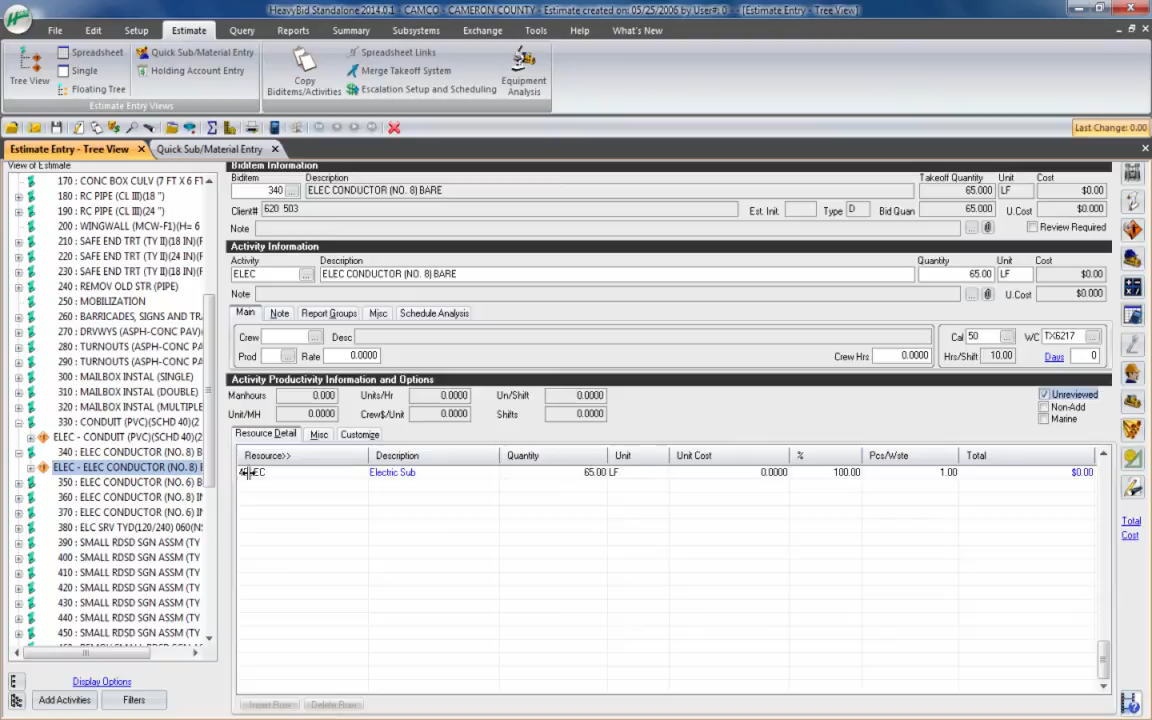 HeavyBid Standalone 2014.0.1 - CAMCO - CAMERON COUNTY - Estimate created on: 05/25/2006 by User#: 0 - [Estimate Entry - Tree View]
File Edit Setup Estimate Query Reports Summary Subsystems Exchange Tools Help What's New
Tree View
Spreadsheet
Single
Floating Tree
Quick Sub/Material Entry
Holding Account Entry
Estimate Entry Views
Copy Biditems/Activities
Spreadsheet Links
Merge Takeoff System
Escalation Setup and Scheduling
Equipment Analysis
Last Change: 0.00
Estimate Entry - Tree View
Quick Sub/Material Entry
View of Estimate
170 : CONC BOX CULV (7 FT X 6 FT
180 : RC PIPE (CL III)(18 ")
190 : RC PIPE (CL III)(24 ")
200 : WINGWALL (MCW-F1)(H= 6
210 : SAFE END TRT (TY II)(18 IN)(F
220 : SAFE END TRT (TY II)(24 IN)(F
230 : SAFE END TRT (TY II)(18 IN)(F
240 : REMOV OLD STR (PIPE)
250 : MOBILIZATION
260 : BARRICADES, SIGNS AND TR
270 : DRVWYS (ASPH-CONC PAV)
280 : TURNOUTS (ASPH-CONC PA
290 : TURNOUTS (ASPH-CONC PA
300 : MAILBOX INSTAL (SINGLE)
310 : MAILBOX INSTAL (DOUBLE)
320 : MAILBOX INSTAL (MULTIPLE
330 : CONDUIT (PVC)(SCHD 40)(2
ELEC - CONDUIT (PVC)(SCHD 40)(2
340 : ELEC CONDUCTOR (NO. 8) B
ELEC - ELEC CONDUCTOR (NO. 8)
350 : ELEC CONDUCTOR (NO. 6) B
360 : ELEC CONDUCTOR (NO. 8) I
370 : ELEC CONDUCTOR (NO. 6) I
380 : ELC SRV TYD(120/240) 060(N
390 : SMALL RDSD SGN ASSM (TY
400 : SMALL RDSD SGN ASSM (TY
410 : SMALL RDSD SGN ASSM (TY
420 : SMALL RDSD SGN ASSM (TY
430 : SMALL RDSD SGN ASSM (TY
440 : SMALL RDSD SGN ASSM (TY
450 : SMALL RDSD SGN ASSM (TY
Display Options
Add Activities Filters
Biditem Information
Biditem Description Takeoff Quantity Unit Cost
340 ... ELEC CONDUCTOR (NO. 8) BARE 65.000 LF $0.00
Client# 620 503 Est. Init. Type D Bid Quan 65.000 U.Cost $0.000
Note ... Review Required
Activity Information
Activity Description Quantity Unit Cost
ELEC ... ELEC CONDUCTOR (NO. 8) BARE 65.00 LF $0.00
Note ... U.Cost $0.000
Main Note Report Groups Misc Schedule Analysis
Crew ... Desc Cal 50 ... WC TX6217 ...
Prod ... Rate 0.0000 Crew Hrs 0.0000 Hrs/Shift 10.00 Days 0
Activity Productivity Information and Options
Manhours 0.000 Units/Hr 0.0000 Un/Shift 0.0000 Unreviewed
Non-Add
Unit/MH 0.0000 Crew$/Unit 0.0000 Shifts 0.0000 Marine
Resource Detail Misc Customize
Resource>> Description Quantity Unit Unit Cost % Pcs/Wste Total
Electric Sub 65.00 LF 0.0000 100.00 1.00 $0.00
Insert Row Delete Row
Total Cost